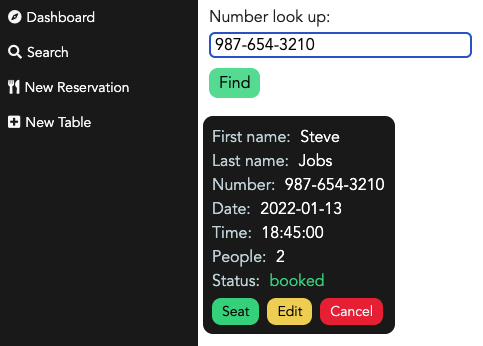 Dashboard
Search
New Reservation
New Table
Number look up:
987-654-3210
Find
First name: Steve
Last name: Jobs
Number: 987-654-3210
Date: 2022-01-13
Time: 18:45:00
People: 2
Status: booked
Seat Edit Cancel